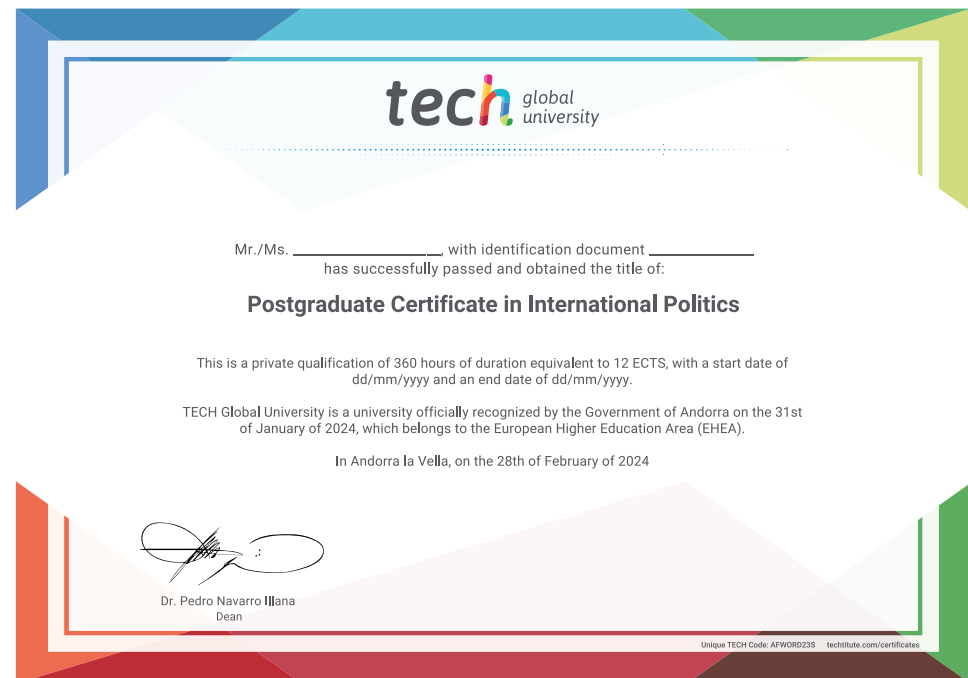 tech global university
Mr./Ms. __________________, with identification document _____________
has successfully passed and obtained the title of:
Postgraduate Certificate in International Politics
This is a private qualification of 360 hours of duration equivalent to 12 ECTS, with a start date of
dd/mm/yyyy and an end date of dd/mm/yyyy.
TECH Global University is a university officially recognized by the Government of Andorra on the 31st
of January of 2024, which belongs to the European Higher Education Area (EHEA).
In Andorra la Vella, on the 28th of February of 2024
Dr. Pedro Navarro Illana
Dean
Unique TECH Code: AFWORD23S techtitute.com/certificates